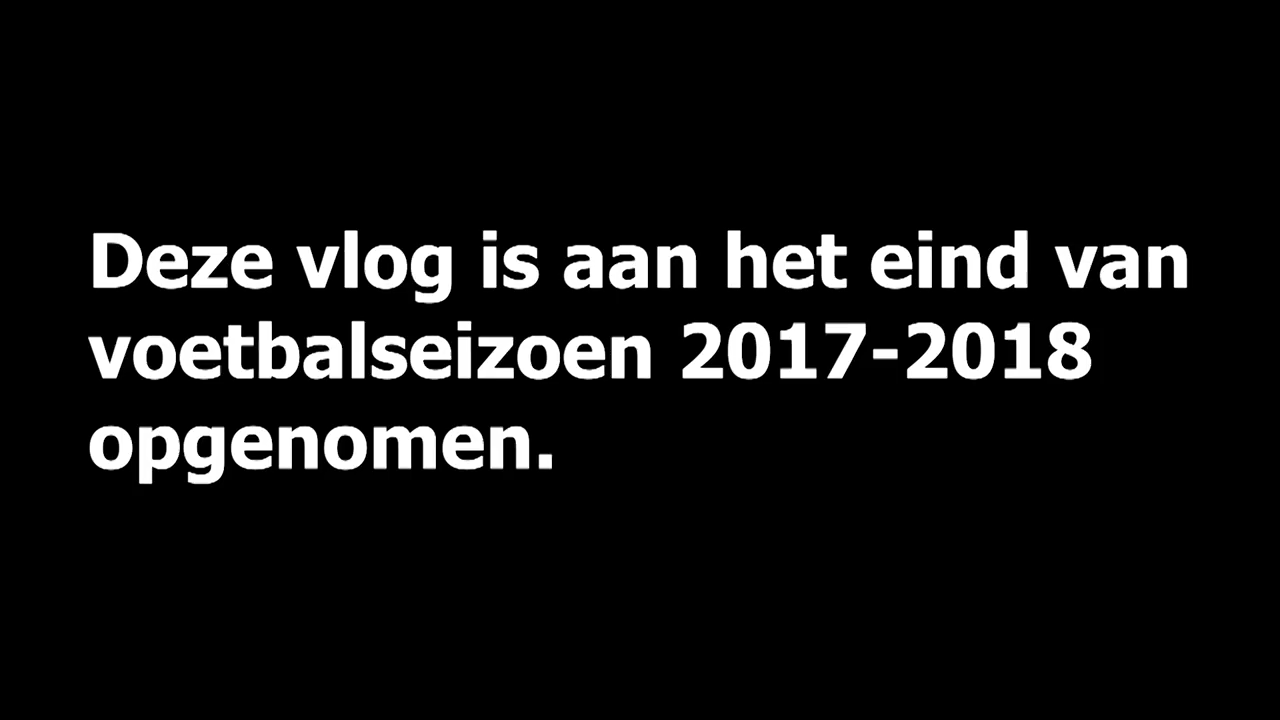 Deze vlog is aan het eind van
voetbalseizoen 2017-2018
opgenomen.